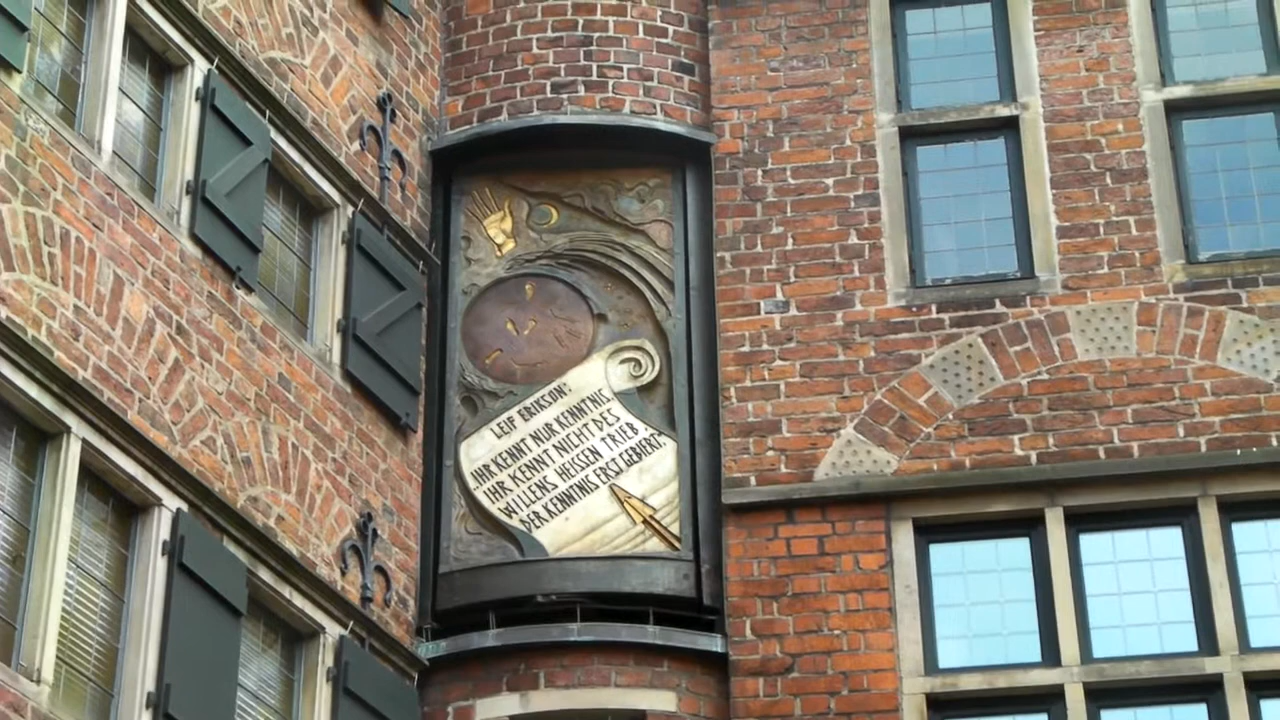 LEIF ERIKSON:
„IHR KENNT NUR KENNTNIS,
IHR KENNT NICHT DES
WILLENS HEISSEN TRIEB,
DER KENNTNIS ERST GEBIERT."